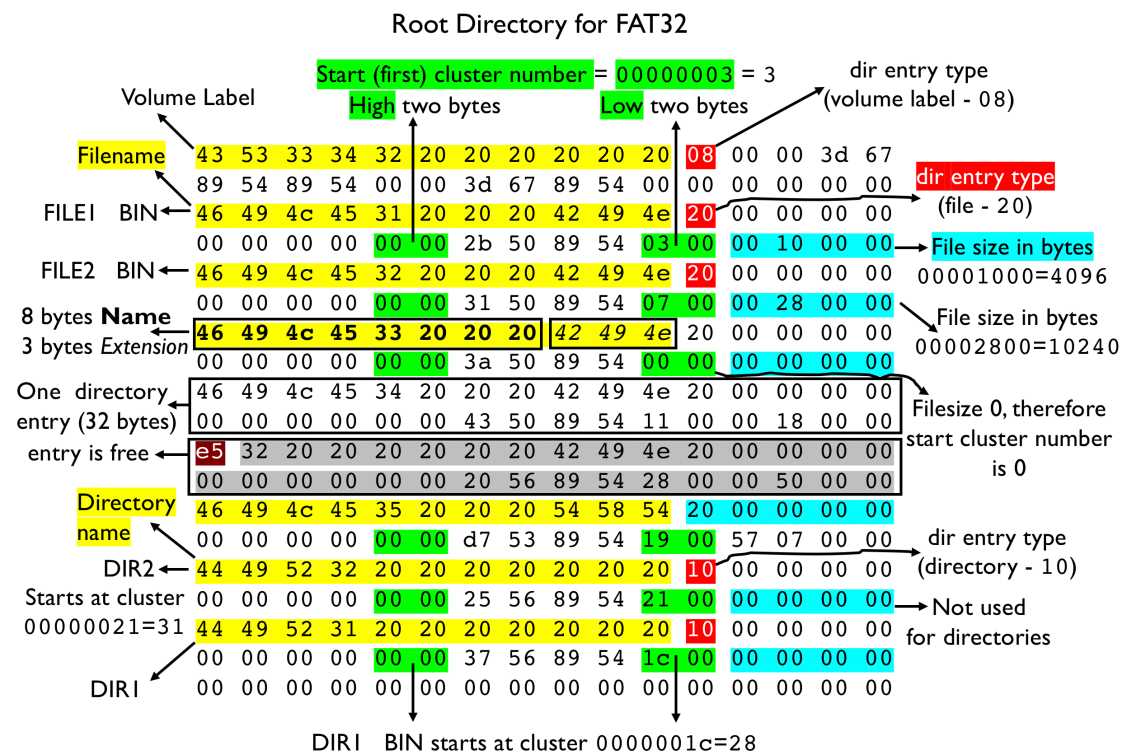 Root Directory for FAT32
Start (first) cluster number = 00000003 = 3
High two bytes
Low two bytes
dir entry type
(volume label - 08)
Volume Label
Filename
43 53 33 34 32 20 20 20 20 20 20 08 00 00 3d 67
89 54 89 54 00 00 3d 67 89 54 00 00 00 00 00 00
dir entry type
(file - 20)
FILE1 BIN
46 49 4c 45 31 20 20 20 42 49 4e 20 00 00 00 00
00 00 00 00 00 00 2b 50 89 54 03 00 00 10 00 00
File size in bytes
00001000=4096
FILE2 BIN
46 49 4c 45 32 20 20 20 42 49 4e 20 00 00 00 00
00 00 00 00 00 00 31 50 89 54 07 00 00 28 00 00
File size in bytes
00002800=10240
8 bytes Name
3 bytes Extension
46 49 4c 45 33 20 20 20 42 49 4e 20 00 00 00 00
00 00 00 00 00 00 3a 50 89 54 00 00 00 00 00 00
Filesize 0, therefore
start cluster number
is 0
One directory
entry (32 bytes)
46 49 4c 45 34 20 20 20 42 49 4e 20 00 00 00 00
00 00 00 00 00 00 43 50 89 54 11 00 00 18 00 00
entry is free
e5 32 20 20 20 20 20 20 42 49 4e 20 00 00 00 00
00 00 00 00 00 00 20 56 89 54 28 00 00 50 00 00
Directory
name
46 49 4c 45 35 20 20 20 54 58 54 20 00 00 00 00
00 00 00 00 00 00 d7 53 89 54 19 00 57 07 00 00
dir entry type
(directory - 10)
DIR2
44 49 52 32 20 20 20 20 20 20 20 10 00 00 00 00
Starts at cluster
00000021=31
00 00 00 00 00 00 25 56 89 54 21 00 00 00 00 00
Not used
for directories
44 49 52 31 20 20 20 20 20 20 20 10 00 00 00 00
00 00 00 00 00 00 37 56 89 54 1c 00 00 00 00 00
DIR1
00 00 00 00 00 00 00 00 00 00 00 00 00 00 00 00
DIR1 BIN starts at cluster 0000001c=28